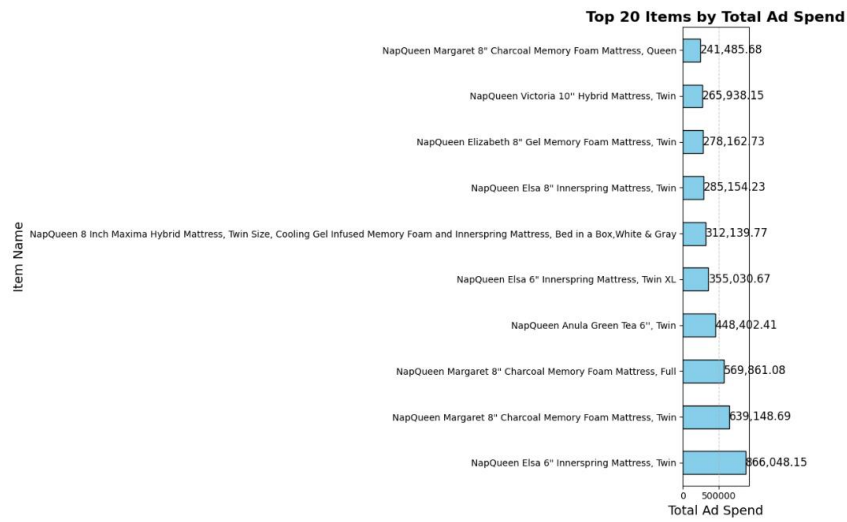 Top 20 Items by Total Ad Spend
NapQueen Margaret 8" Charcoal Memory Foam Mattress, Queen 241,485.68
NapQueen Victoria 10'' Hybrid Mattress, Twin 265,938.15
NapQueen Elizabeth 8" Gel Memory Foam Mattress, Twin 278,162.73
NapQueen Elsa 8" Innerspring Mattress, Twin 285,154.23
NapQueen 8 Inch Maxima Hybrid Mattress, Twin Size, Cooling Gel Infused Memory Foam and Innerspring Mattress, Bed in a Box,White & Gray 312,139.77
NapQueen Elsa 6" Innerspring Mattress, Twin XL 355,030.67
NapQueen Anula Green Tea 6'', Twin 448,402.41
NapQueen Margaret 8" Charcoal Memory Foam Mattress, Full 569,861.08
NapQueen Margaret 8" Charcoal Memory Foam Mattress, Twin 639,148.69
NapQueen Elsa 6" Innerspring Mattress, Twin 866,048.15
0 500000
Total Ad Spend
Item Name